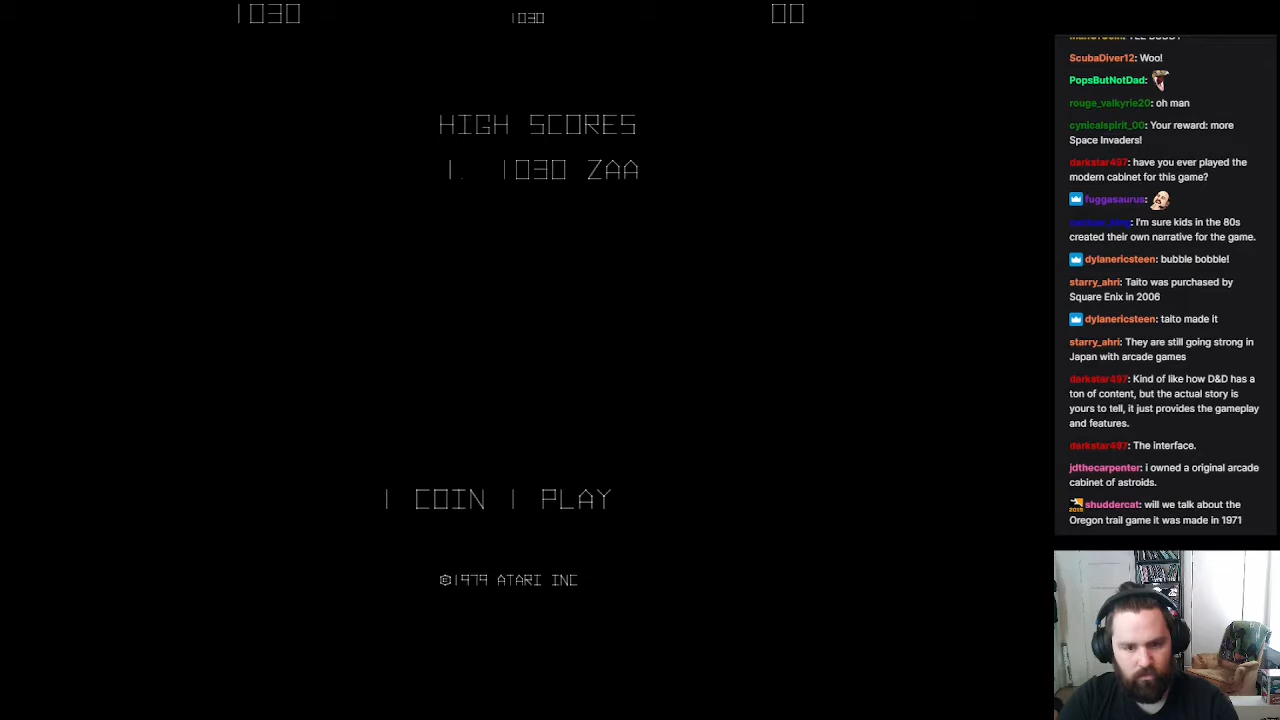 1030
1030
00
HIGH SCORES
1. 1030 ZAA
1 COIN 1 PLAY
©1979 ATARI INC
ScubaDiver12: Woo!
PopsButNotDad:
rouge_valkyrie20: oh man
cynicalspirit_00: Your reward: more
Space Invaders!
darkstar497: have you ever played the
modern cabinet for this game?
fuggasaurus:
: I'm sure kids in the 80s
created their own narrative for the game.
dylanericsteen: bubble bobble!
starry_ahri: Taito was purchased by
Square Enix in 2006
dylanericsteen: taito made it
starry_ahri: They are still going strong in
Japan with arcade games
darkstar497: Kind of like how D&D has a
ton of content, but the actual story is
yours to tell, it just provides the gameplay
and features.
darkstar497: The interface.
jdthecarpenter: i owned a original arcade
cabinet of astroids.
shuddercat: will we talk about the
Oregon trail game it was made in 1971